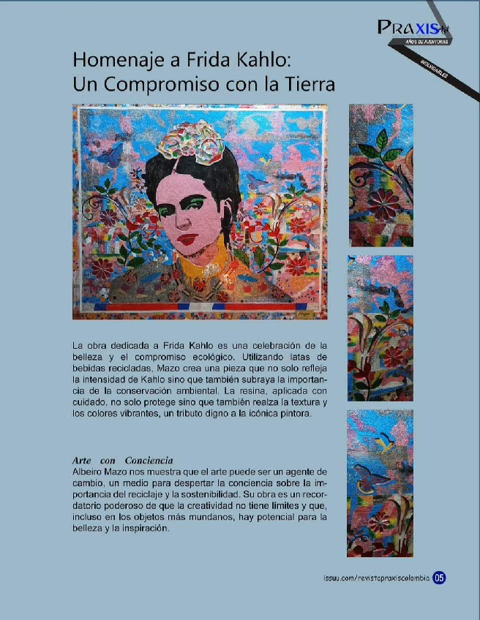 PRAXIS
AÑOS DE AVENTURAS
INOLVIDABLES
Homenaje a Frida Kahlo:
Un Compromiso con la Tierra
La obra dedicada a Frida Kahlo es una celebración de la
belleza y el compromiso ecológico. Utilizando latas de
bebidas recicladas, Mazo crea una pieza que no solo refleja
la intensidad de Kahlo sino que también subraya la importan-
cia de la conservación ambiental. La resina, aplicada con
cuidado, no solo protege sino que también realza la textura y
los colores vibrantes, un tributo digno a la icónica pintora.
Arte con Conciencia
Albeiro Mazo nos muestra que el arte puede ser un agente de
cambio, un medio para despertar la conciencia sobre la im-
portancia del reciclaje y la sostenibilidad. Su obra es un recor-
datorio poderoso de que la creatividad no tiene límites y que,
incluso en los objetos más mundanos, hay potencial para la
belleza y la inspiración.
issuu.com/revistapraxiscolombia 05